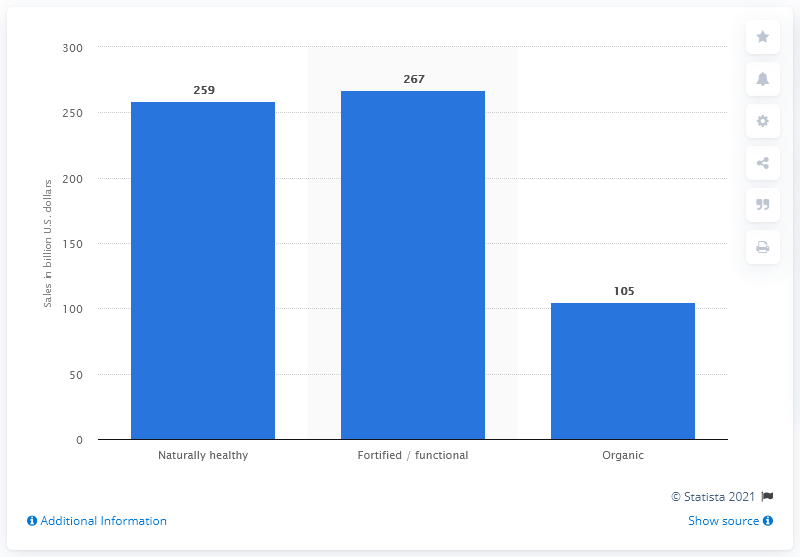 300
250
200
150
100
50
0
Sales in billion U.S. dollars
259
267
105
Naturally healthy
Fortified / functional
Organic
© Statista 2021
Additional Information
Show source